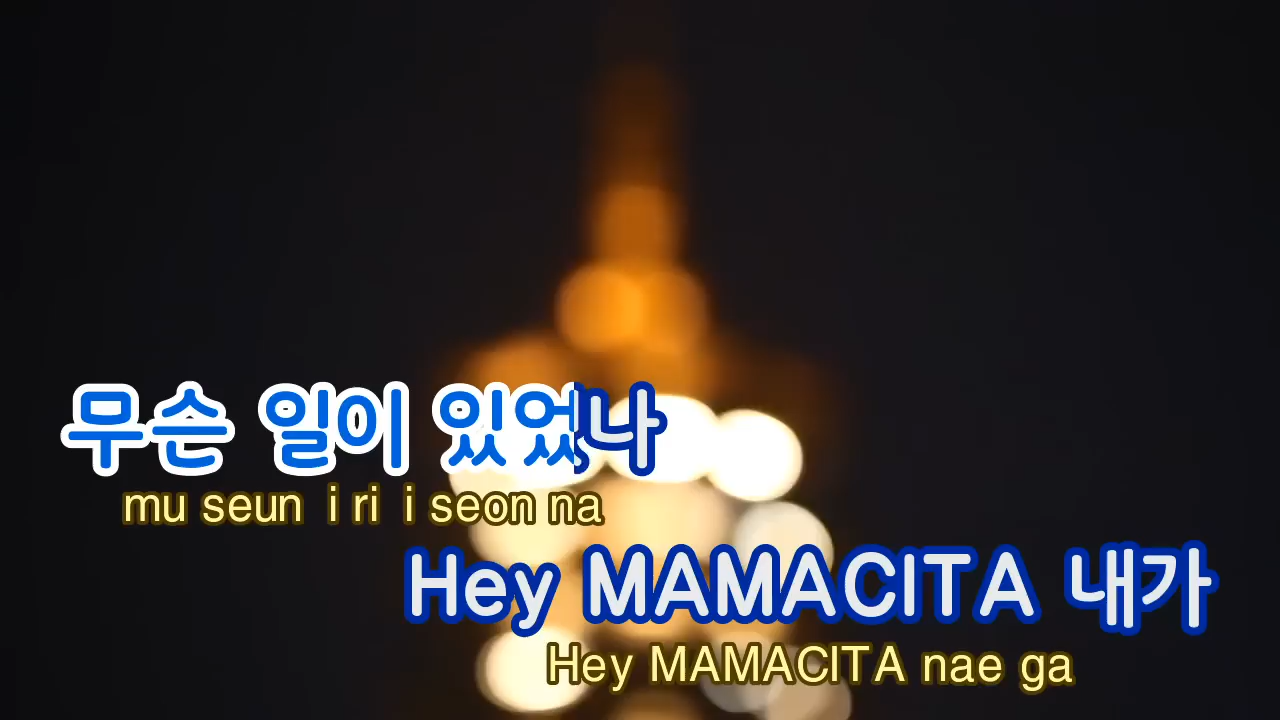 무슨 일이 있었나
mu seun i ri i seon na
Hey MAMACITA 내가
Hey MAMACITA nae ga